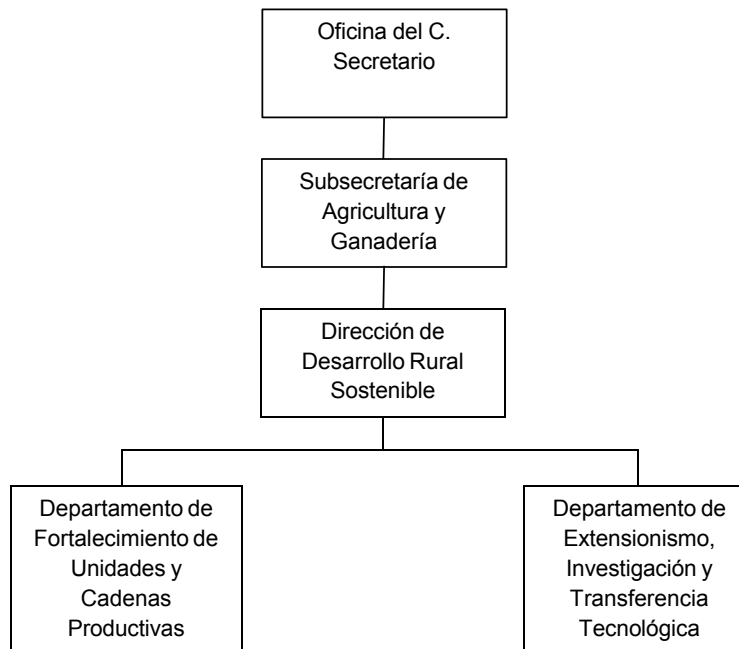 Oficina del C.
Secretario
Subsecretaría de
Agricultura y
Ganadería
Dirección de
Desarrollo Rural
Sostenible
Departamento de
Fortalecimiento de
Unidades y
Cadenas
Productivas
Departamento de
Extensionismo,
Investigación y
Transferencia
Tecnológica